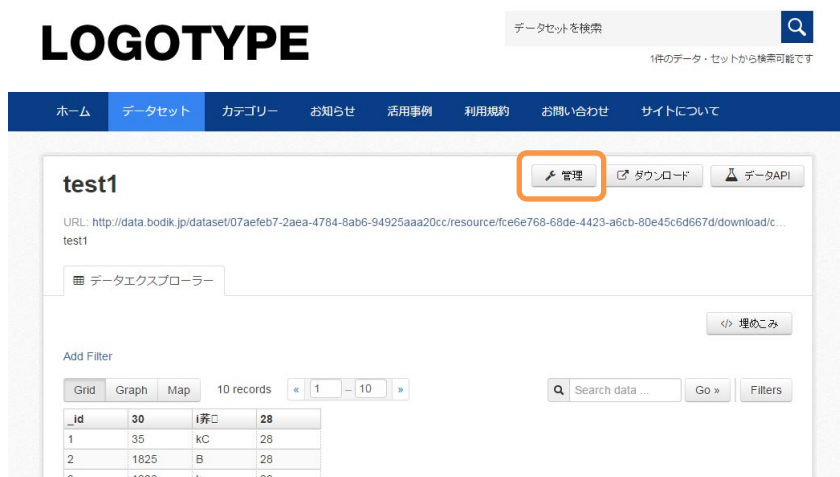 LOGOTYPE
データセットを検索
1件のデータ・セットから検索可能です
ホーム データセット カテゴリー お知らせ 活用事例 利用規約 お問い合わせ サイトについて
test1
管理 ダウンロード データAPI
URL: http://data.bodik.jp/dataset/07aefeb7-2aea-4784-8ab6-94925aaa20cc/resource/fce6e768-68de-4423-a6cb-80e45c6d667d/download/c...
test1
データエクスプローラー
</> 埋めこみ
Add Filter
Grid Graph Map 10 records « 1 – 10 » Search data ... Go » Filters
_id 30 i荞□ 28
1 35 kC 28
2 1825 B 28